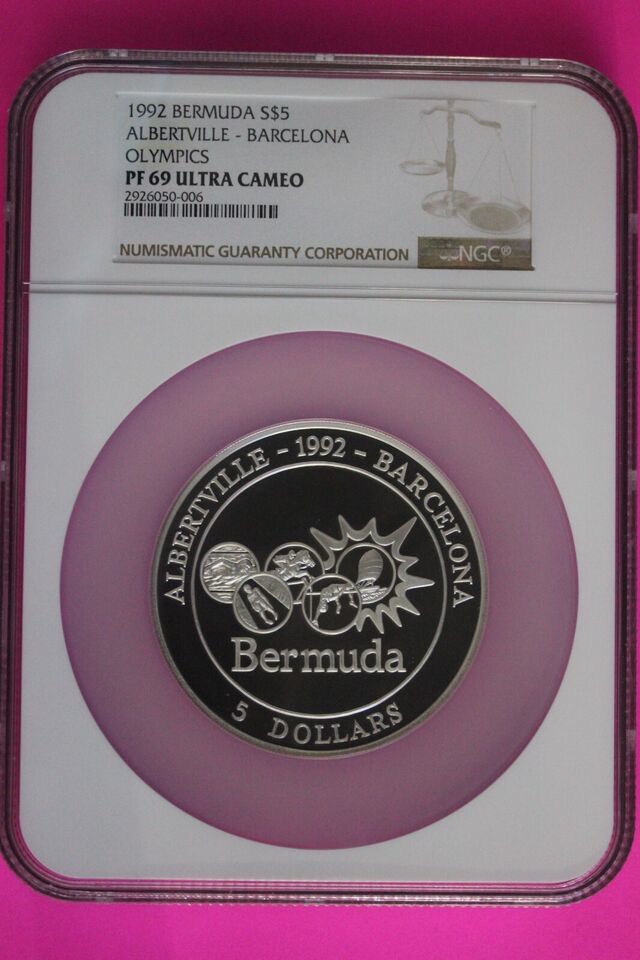 1992 BERMUDA S$5
ALBERTVILLE - BARCELONA
OLYMPICS
PF 69 ULTRA CAMEO
2926050-006
NUMISMATIC GUARANTY CORPORATION
NGC®
ALBERTVILLE - 1992 - BARCELONA
Bermuda
5 DOLLARS